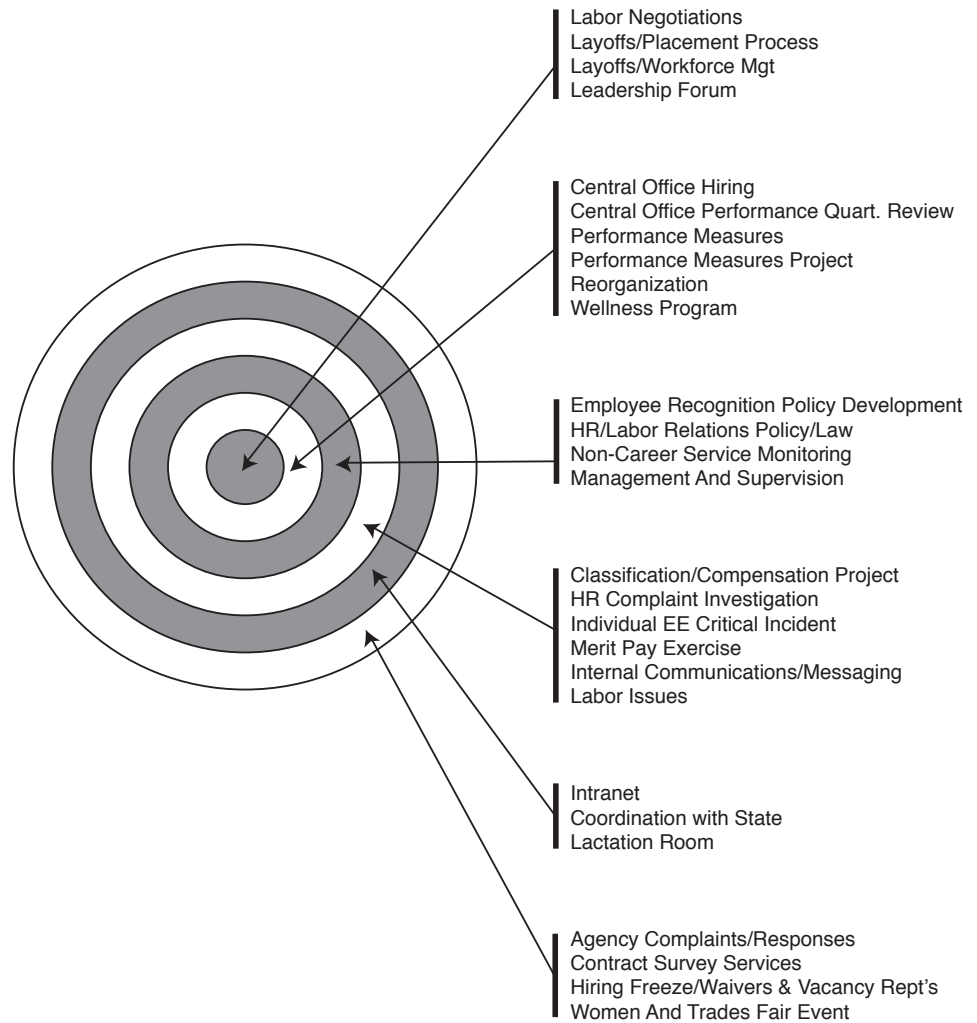 Labor Negotiations
Layoffs/Placement Process
Layoffs/Workforce Mgt
Leadership Forum
Central Office Hiring
Central Office Performance Quart. Review
Performance Measures
Performance Measures Project
Reorganization
Wellness Program
Employee Recognition Policy Development
HR/Labor Relations Policy/Law
Non-Career Service Monitoring
Management And Supervision
Classification/Compensation Project
HR Complaint Investigation
Individual EE Critical Incident
Merit Pay Exercise
Internal Communications/Messaging
Labor Issues
Intranet
Coordination with State
Lactation Room
Agency Complaints/Responses
Contract Survey Services
Hiring Freeze/Waivers & Vacancy Rept's
Women And Trades Fair Event